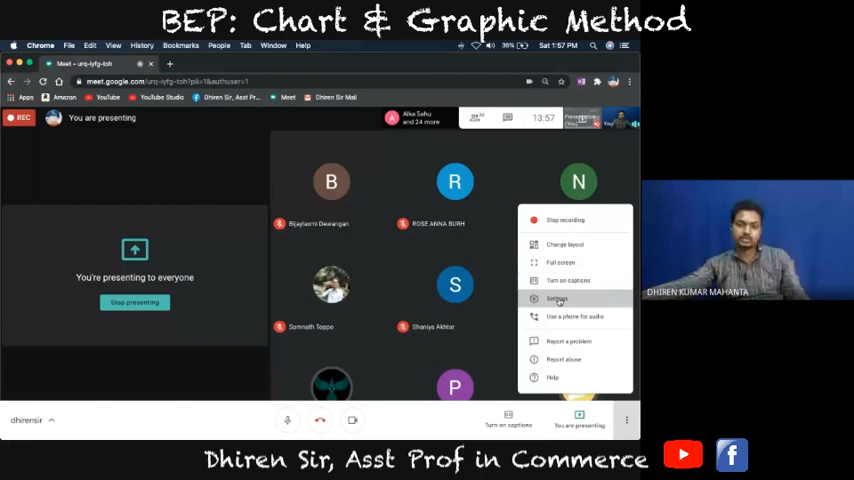 BEP: Chart & Graphic Method
Chrome File Edit View History Bookmarks People Tab Window Help
35% Sat 1:57 PM
Meet – urq-iyfg-toh
meet.google.com/urq-iyfg-toh?pli=1&authuser=1
Apps Amazon YouTube YouTube Studio Dhiren Sir, Asst Prof... Meet Dhiren Sir Mail
REC You are presenting
A Alka Sahu
and 24 more
13:57
Presentation
(You)
You
B R N
Stop recording
Bijaylaxmi Dewangan ROSE ANNA BURH
Change layout
Full screen
You're presenting to everyone
Turn on captions
Stop presenting
S
Settings
Use a phone for audio
Somnath Toppo Shaniya Akhtar
Report a problem
Report abuse
P
Help
DHIREN KUMAR MAHANTA
dhirensir
Turn on captions You are presenting
Dhiren Sir, Asst Prof in Commerce
f